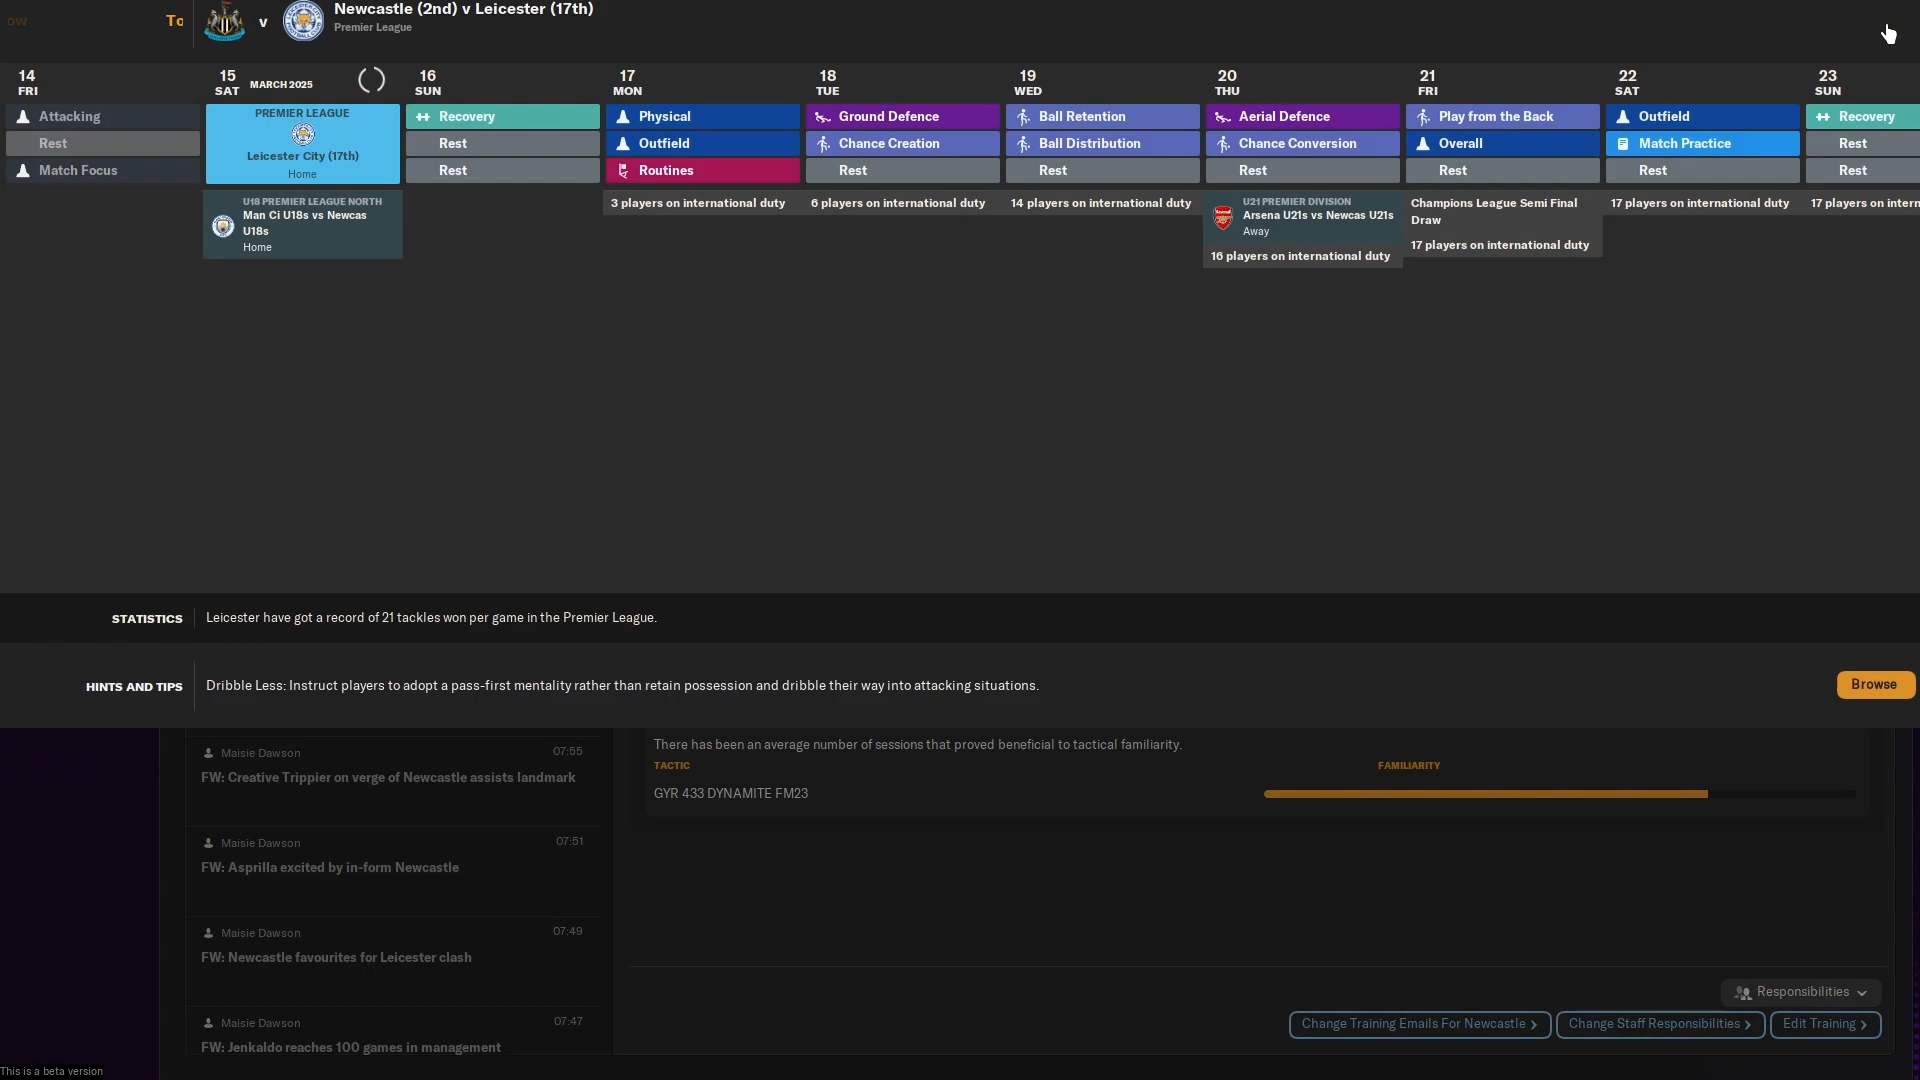 To
v
Newcastle (2nd) v Leicester (17th)
Premier League
14
FRI
15
SAT
MARCH 2025
16
SUN
17
MON
18
TUE
19
WED
20
THU
21
FRI
22
SAT
23
SUN
Attacking
Rest
Match Focus
PREMIER LEAGUE
Leicester City (17th)
Home
U18 PREMIER LEAGUE NORTH
Man Ci U18s vs Newcas
U18s
Home
Recovery
Rest
Rest
Physical
Outfield
Routines
3 players on international duty
Ground Defence
Chance Creation
Rest
6 players on international duty
Ball Retention
Ball Distribution
Rest
14 players on international duty
Aerial Defence
Chance Conversion
Rest
U21 PREMIER DIVISION
Arsena U21s vs Newcas U21s
Away
16 players on international duty
Play from the Back
Overall
Rest
Champions League Semi Final
Draw
17 players on international duty
Outfield
Match Practice
Rest
17 players on international duty
Recovery
Rest
Rest
17 players on intern
STATISTICS
Leicester have got a record of 21 tackles won per game in the Premier League.
HINTS AND TIPS
Dribble Less: Instruct players to adopt a pass-first mentality rather than retain possession and dribble their way into attacking situations.
Browse
Maisie Dawson
07:55
FW: Creative Trippier on verge of Newcastle assists landmark
Maisie Dawson
07:51
FW: Asprilla excited by in-form Newcastle
Maisie Dawson
07:49
FW: Newcastle favourites for Leicester clash
Maisie Dawson
07:47
FW: Jenkaldo reaches 100 games in management
There has been an average number of sessions that proved beneficial to tactical familiarity.
TACTIC
FAMILIARITY
GYR 433 DYNAMITE FM23
Responsibilities
Change Training Emails For Newcastle
Change Staff Responsibilities
Edit Training
This is a beta version